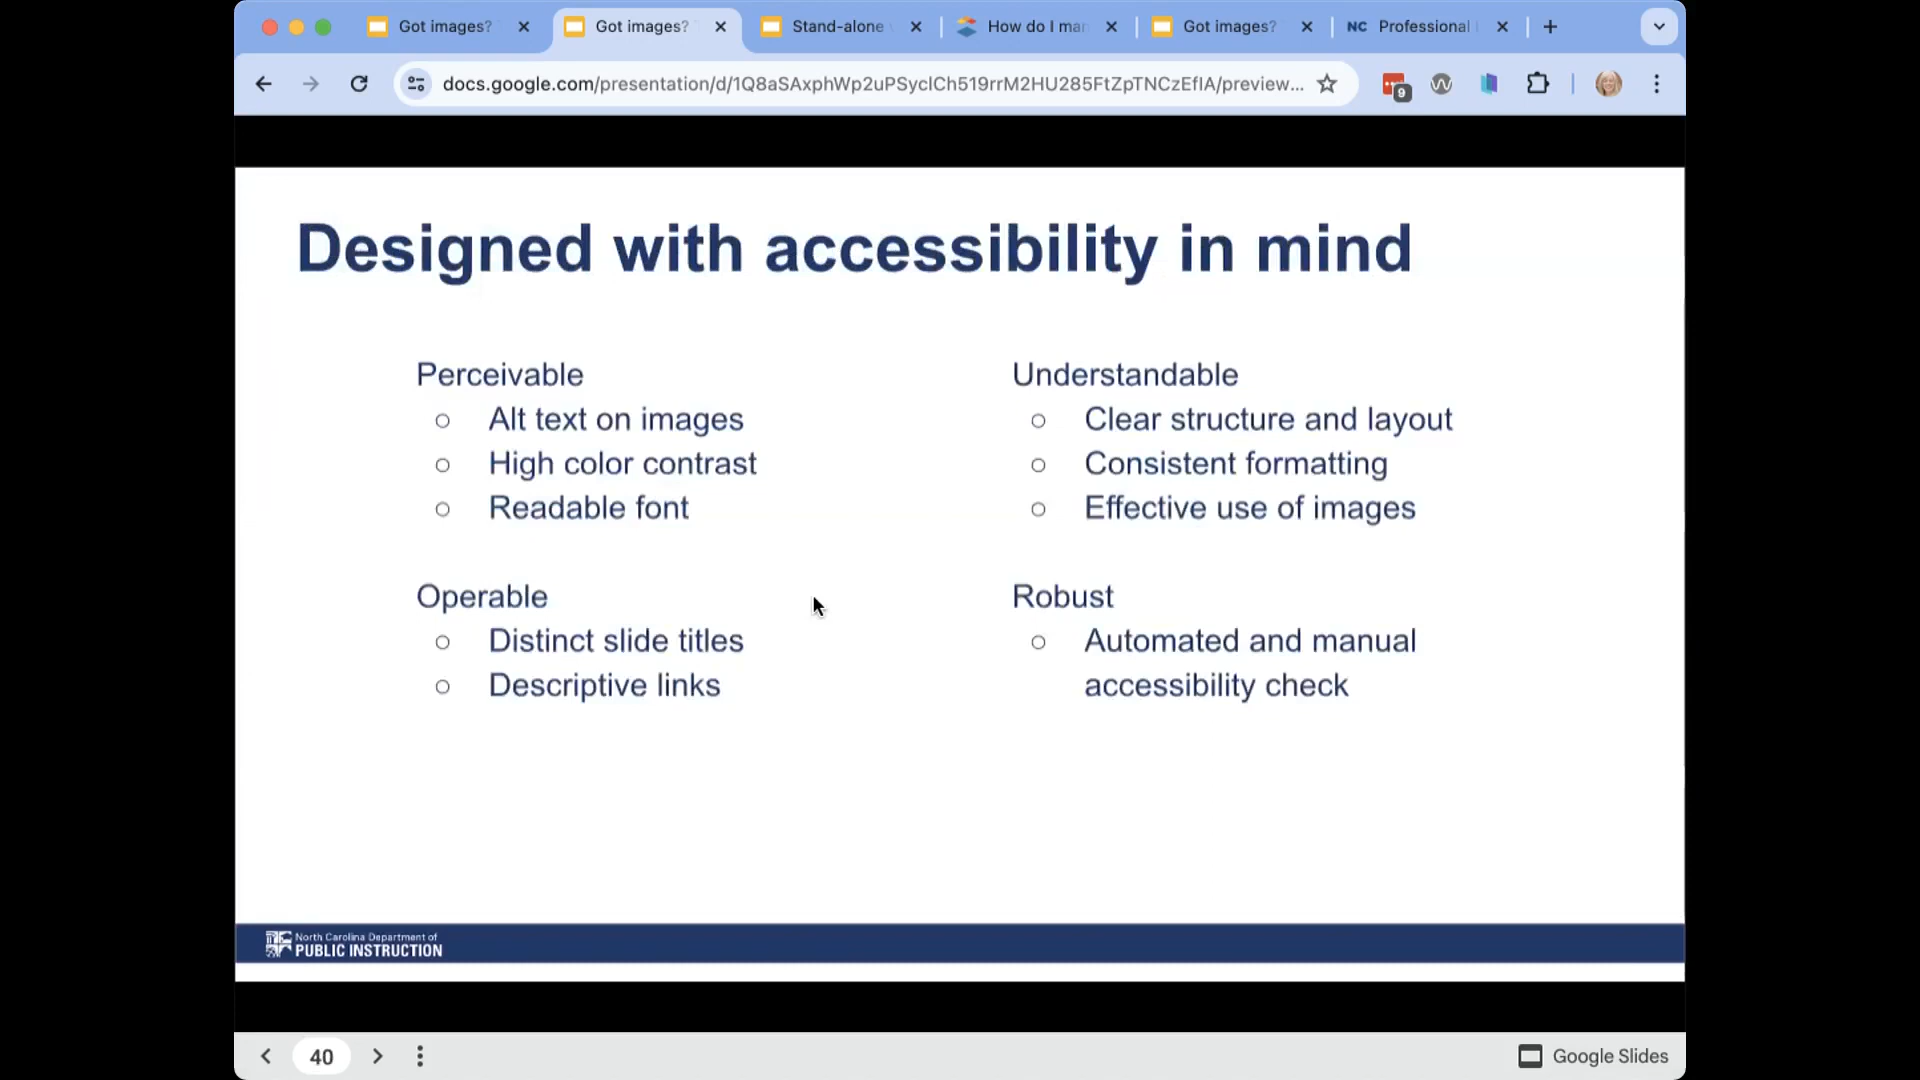 Got images?
Got images?
Stand-alone
How do I mar
Got images?
NC Professional
docs.google.com/presentation/d/1Q8aSAxphWp2uPSyclCh519rrM2HU285FtZpTNCzEfIA/preview...
9
Designed with accessibility in mind
Perceivable
○ Alt text on images
○ High color contrast
○ Readable font
Operable
○ Distinct slide titles
○ Descriptive links
Understandable
○ Clear structure and layout
○ Consistent formatting
○ Effective use of images
Robust
○ Automated and manual
accessibility check
North Carolina Department of
PUBLIC INSTRUCTION
40
Google Slides